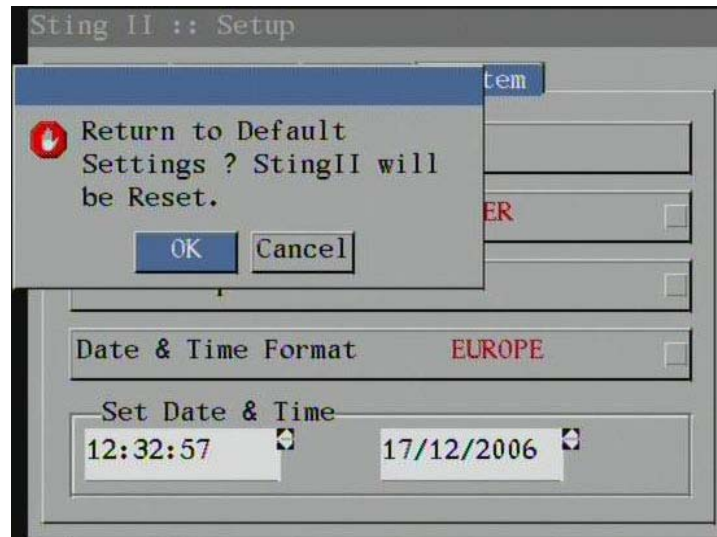 Sting II :: Setup
tem
Return to Default
Settings ? StingII will
be Reset.
OK Cancel
ER
Date & Time Format EUROPE
Set Date & Time
12:32:57 17/12/2006